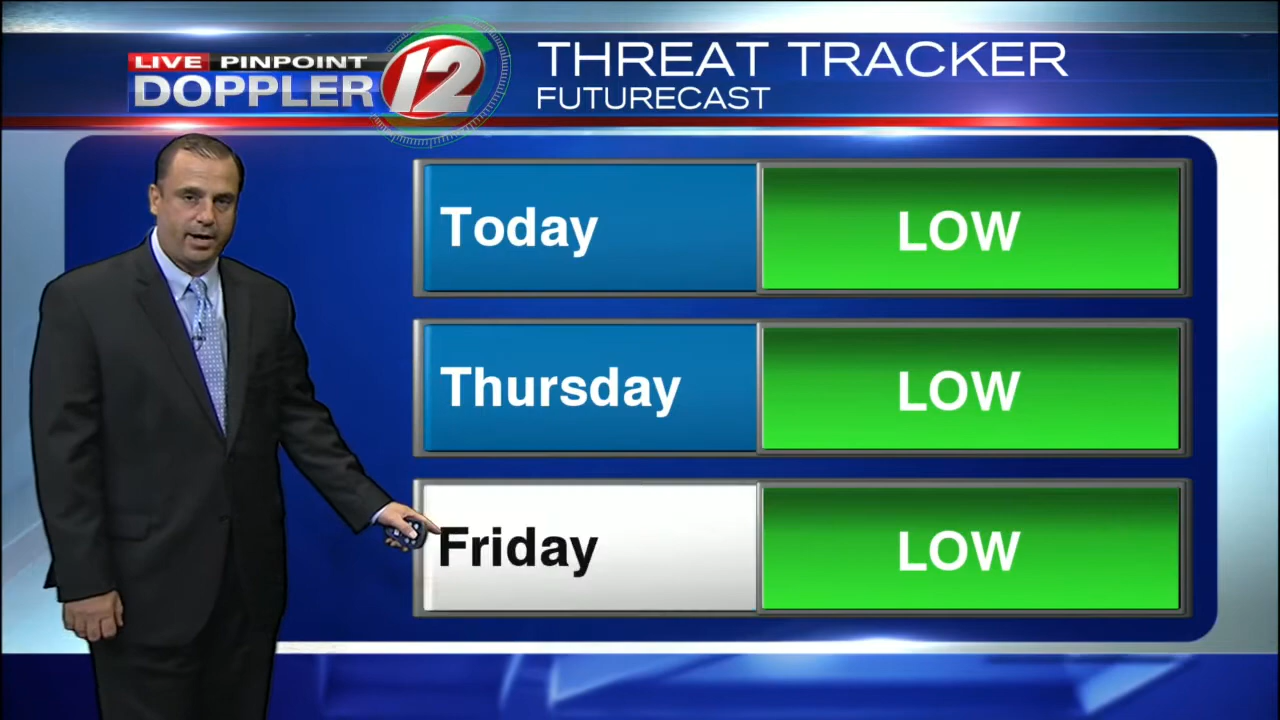 LIVE PINPOINT
DOPPLER 12
THREAT TRACKER
FUTURECAST
Today LOW
Thursday LOW
Friday LOW